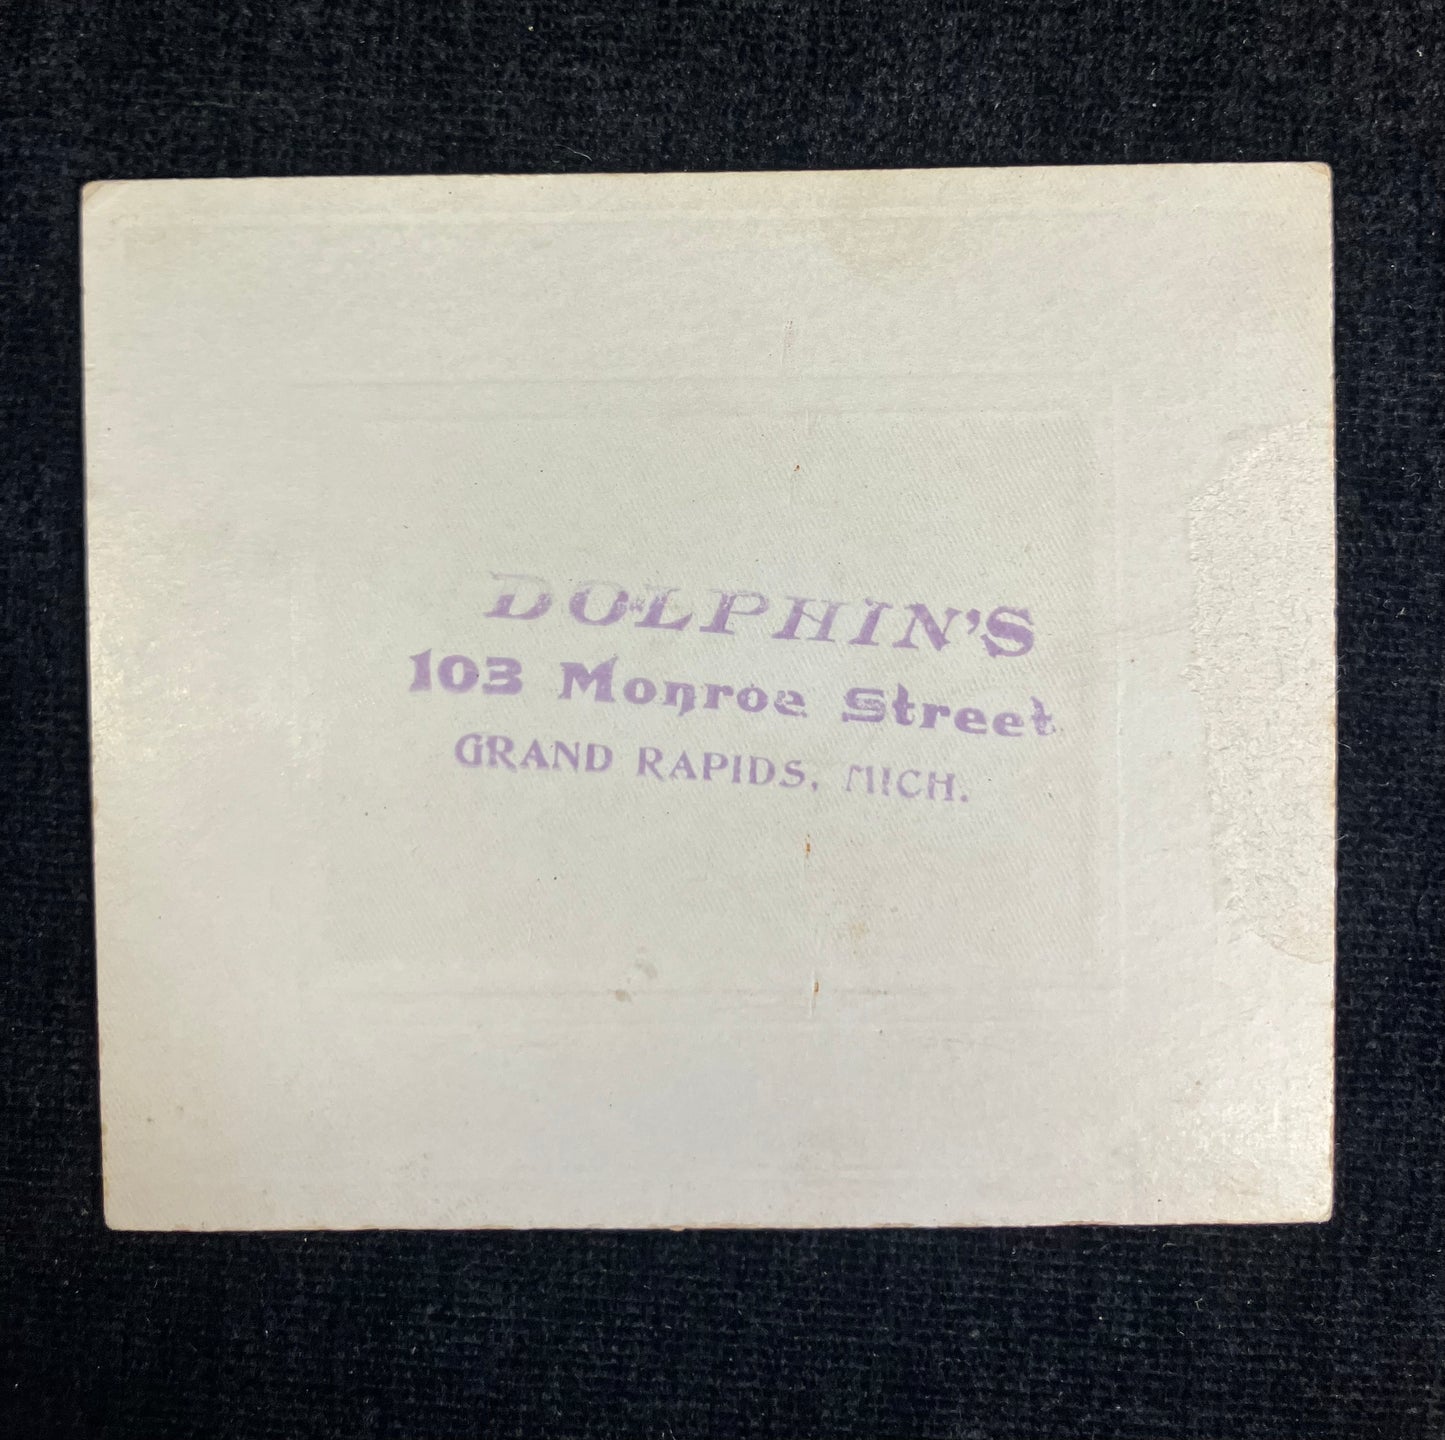 DOLPHIN'S
103 Monroe Street
GRAND RAPIDS, MICH.